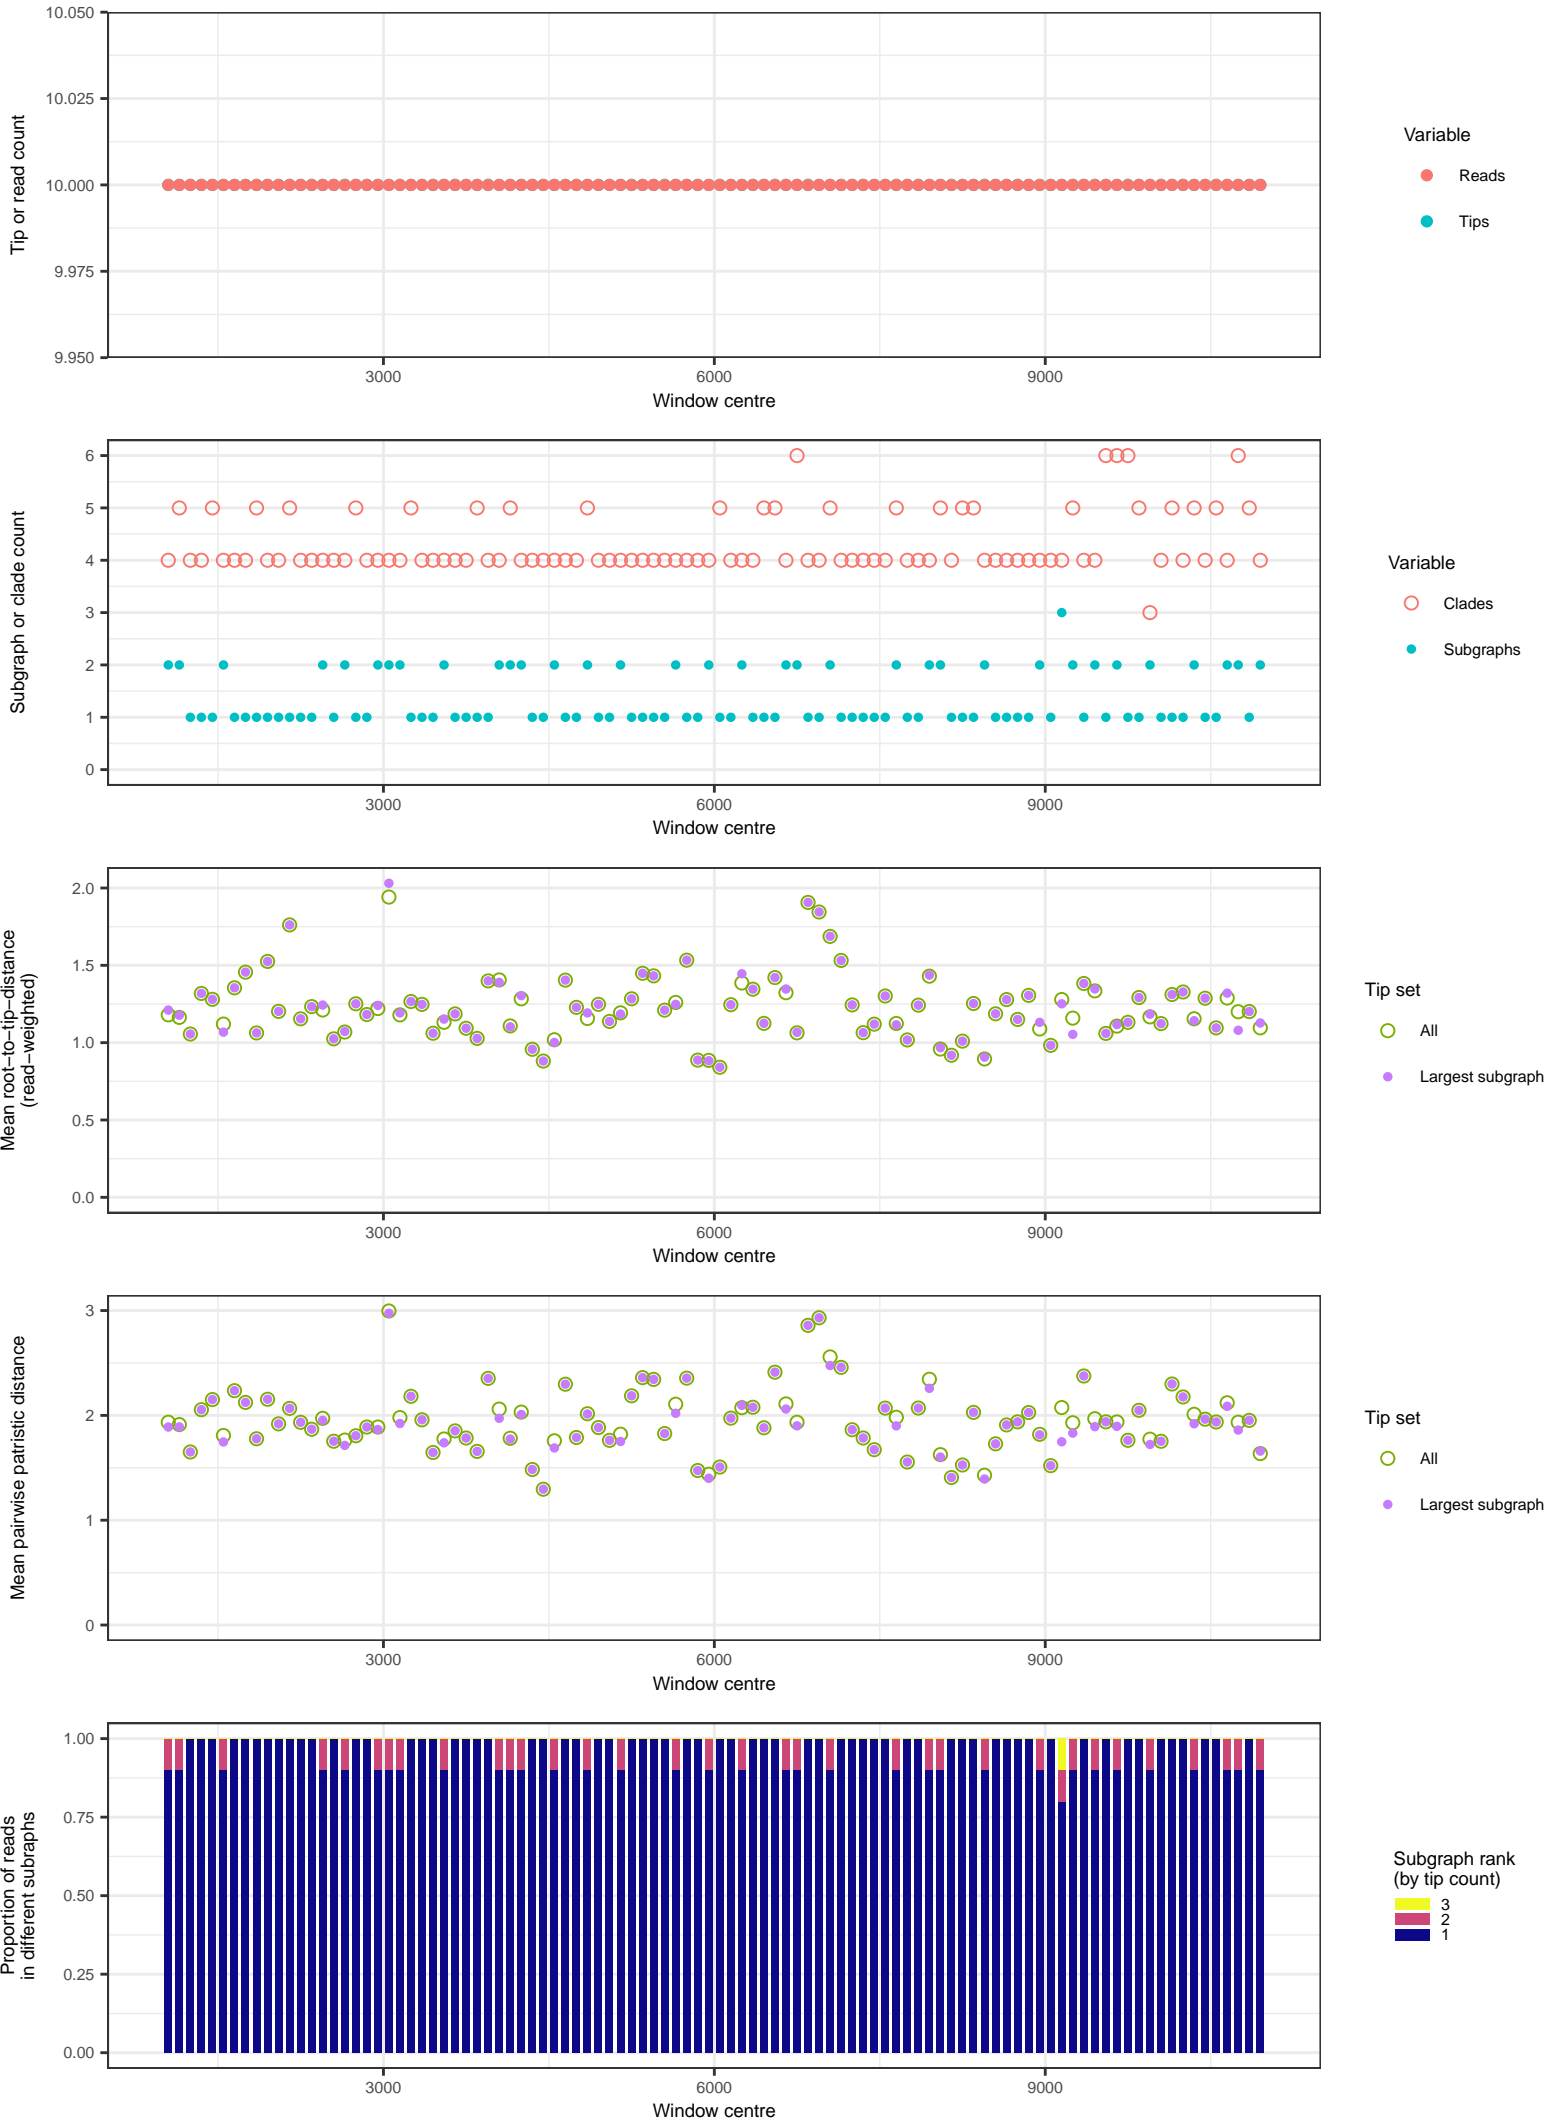 10.050
10.025
10.000
9.975
9.950
Tip or read count
3000
6000
9000
Window centre
Variable
Reads
Tips
6
5
4
3
2
1
0
Subgraph or clade count
3000
6000
9000
Window centre
Variable
Clades
Subgraphs
2.0
1.5
1.0
0.5
0.0
Mean root−to−tip−distance
(read−weighted)
3000
6000
9000
Window centre
Tip set
All
Largest subgraph
3
2
1
0
Mean pairwise patristic distance
3000
6000
9000
Window centre
Tip set
All
Largest subgraph
1.00
0.75
0.50
0.25
0.00
Proportion of reads
in different subraphs
3000
6000
9000
Window centre
Subgraph rank
(by tip count)
3
2
1